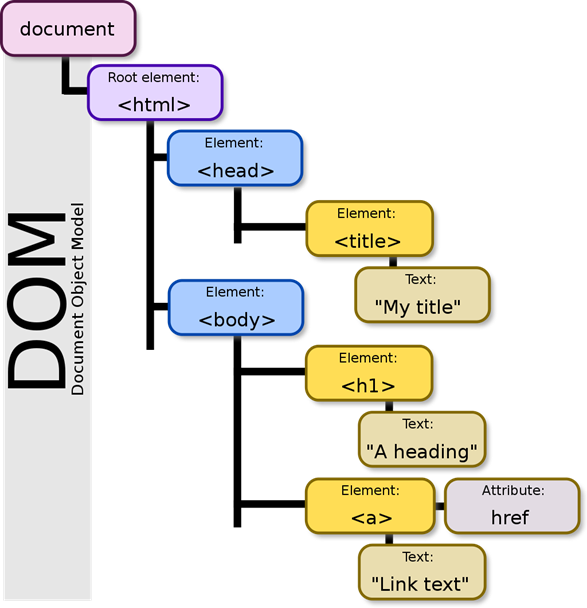 document
Root element:
<html>
Element:
<head>
Element:
<title>
Text:
"My title"
Element:
<body>
Element:
<h1>
Text:
"A heading"
Element:
<a>
Attribute:
href
Text:
"Link text"
DOM
Document Object Model